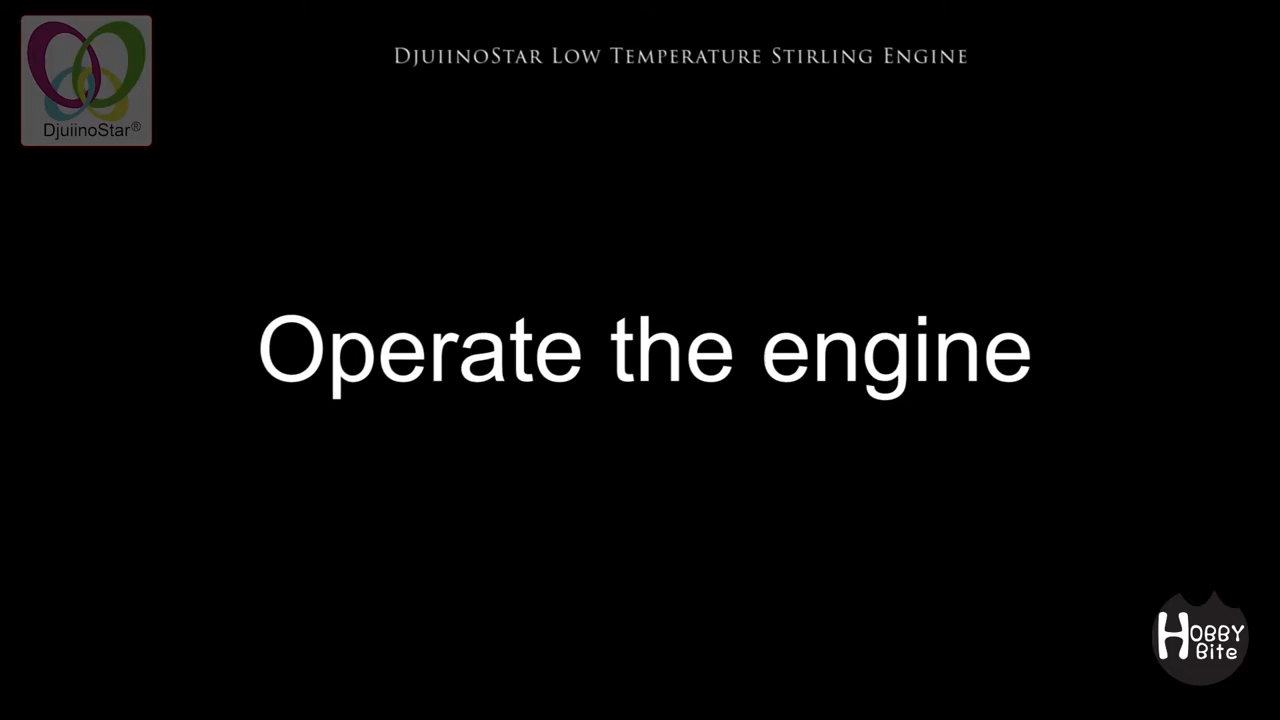 DjuiinoStar Low Temperature Stirling Engine
DjuiinoStar®
Operate the engine
HOBBY
Bite